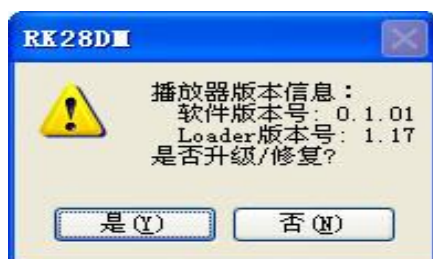 RK28DM
播放器版本信息:
软件版本号: 0.1.01
Loader版本号: 1.17
是否升级/修复?
是(Y)
否(N)